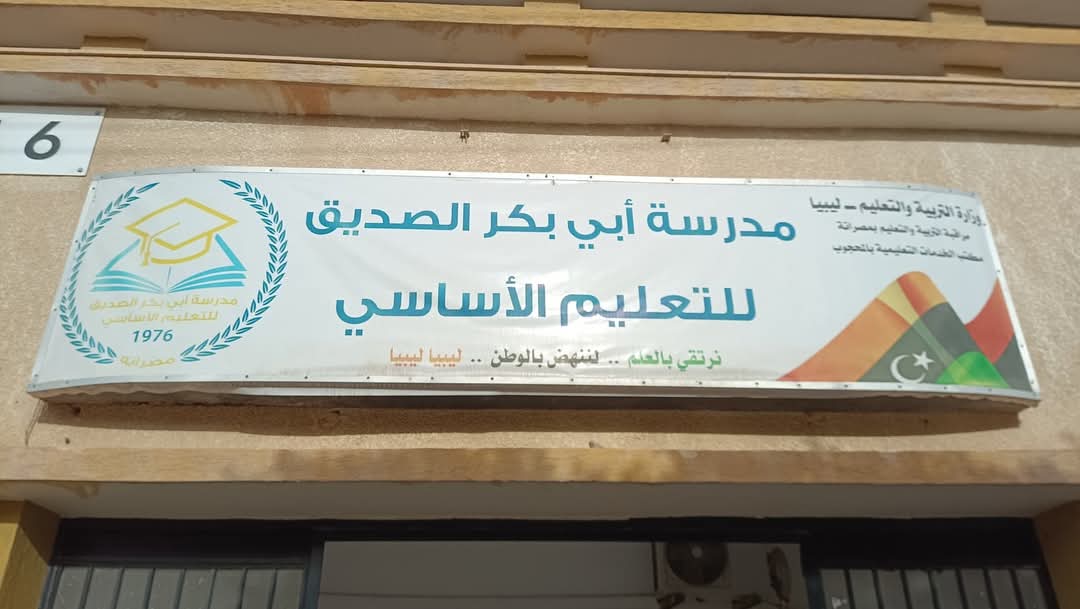 وزارة التربية والتعليم – ليبيا
مراقبة التربية والتعليم بمصراتة
مكتب الخدمات التعليمية بالمحجوب
مدرسة أبي بكر الصديق
للتعليم الأساسي
نرتقي بالعلم .. لننهض بالوطن .. ليبيا ليبيا
مدرسة أبي بكر الصديق
للتعليم الأساسي
1976
مصراتة
6